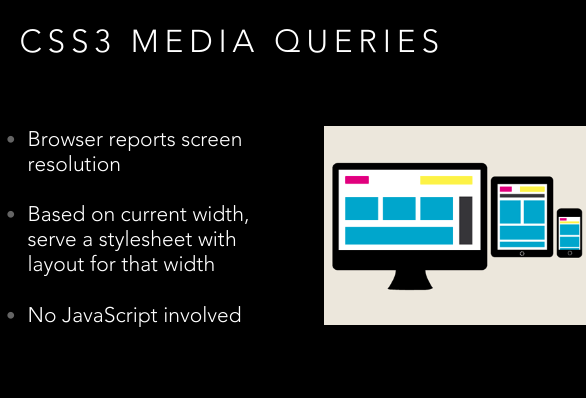 CSS3 MEDIA QUERIES
Browser reports screen
resolution
Based on current width,
serve a stylesheet with
layout for that width
No JavaScript involved